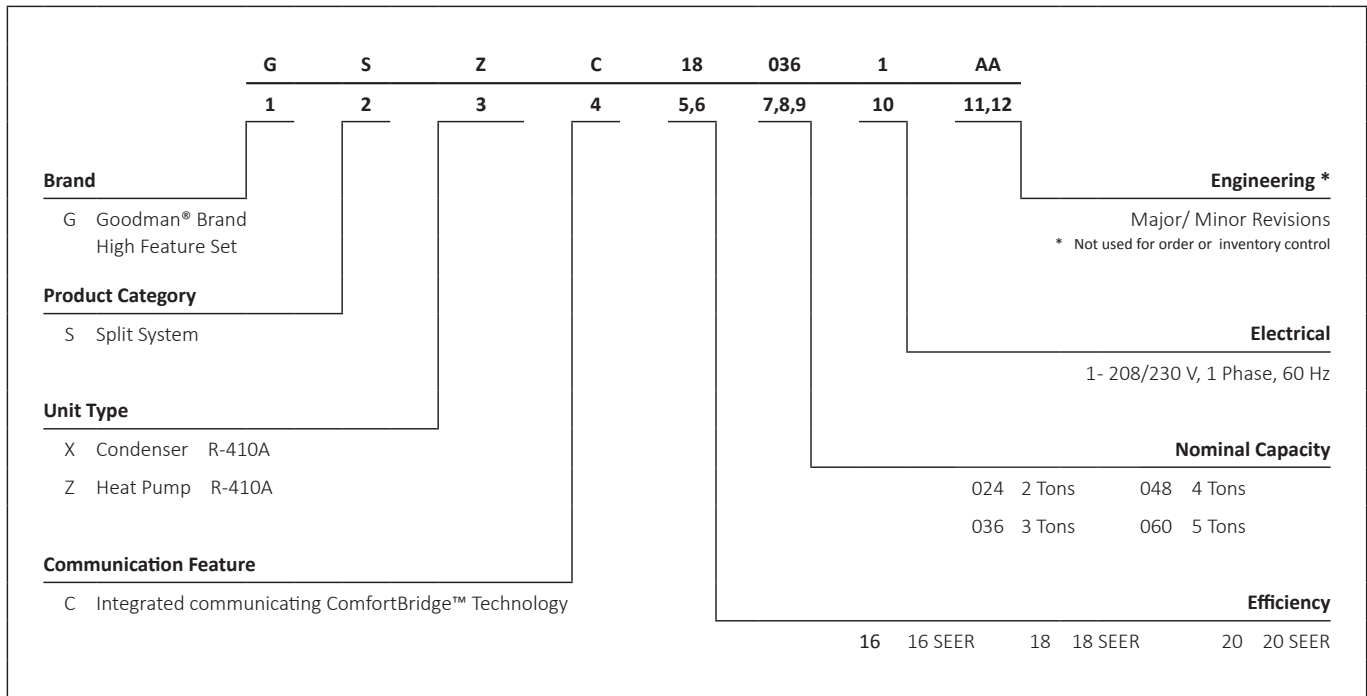 G S Z C 18 036 1 AA
1 2 3 4 5,6 7,8,9 10 11,12
Brand
G Goodman® Brand
High Feature Set
Product Category
S Split System
Unit Type
X Condenser R-410A
Z Heat Pump R-410A
Communication Feature
C Integrated communicating ComfortBridge™ Technology
Engineering *
Major/ Minor Revisions
* Not used for order or inventory control
Electrical
1- 208/230 V, 1 Phase, 60 Hz
Nominal Capacity
024 2 Tons 048 4 Tons
036 3 Tons 060 5 Tons
Efficiency
16 16 SEER 18 18 SEER 20 20 SEER